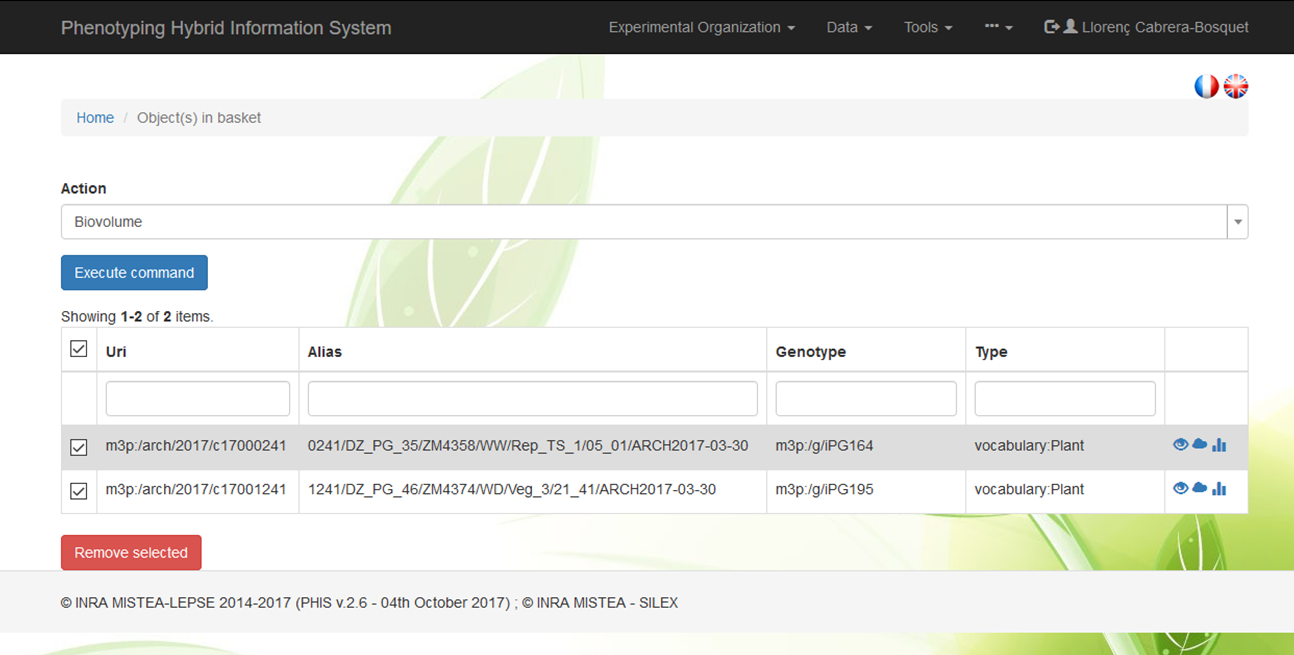 Phenotyping Hybrid Information System Experimental Organization Data Tools ••• Llorenç Cabrera-Bosquet
Home / Object(s) in basket
Action
Biovolume
Execute command
Showing 1-2 of 2 items.
Uri Alias Genotype Type
m3p:/arch/2017/c17000241 0241/DZ_PG_35/ZM4358/WW/Rep_TS_1/05_01/ARCH2017-03-30 m3p:/g/iPG164 vocabulary:Plant
m3p:/arch/2017/c17001241 1241/DZ_PG_46/ZM4374/WD/Veg_3/21_41/ARCH2017-03-30 m3p:/g/iPG195 vocabulary:Plant
Remove selected
© INRA MISTEA-LEPSE 2014-2017 (PHIS v.2.6 - 04th October 2017) ; © INRA MISTEA - SILEX